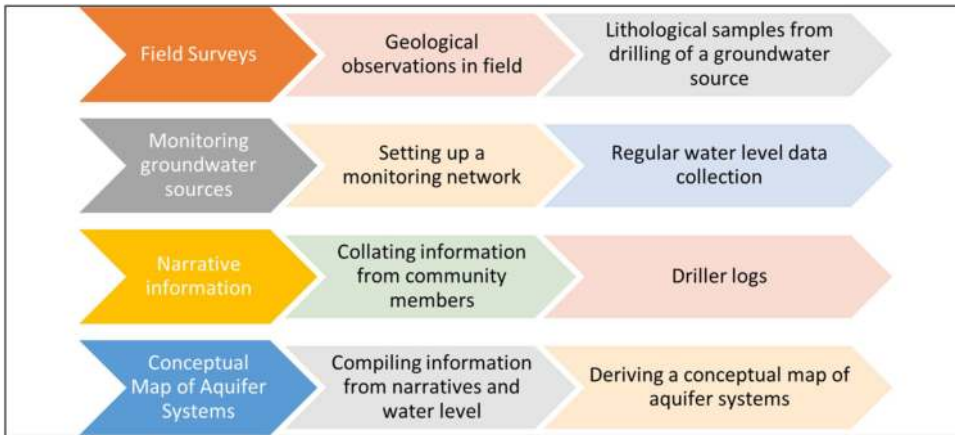 Field Surveys
Geological
observations in field
Lithological samples from
drilling of a groundwater
source
Monitoring
groundwater
sources
Setting up a
monitoring network
Regular water level data
collection
Narrative
information
Collating information
from community
members
Driller logs
Conceptual
Map of Aquifer
Systems
Compiling information
from narratives and
water level
Deriving a conceptual map of
aquifer systems